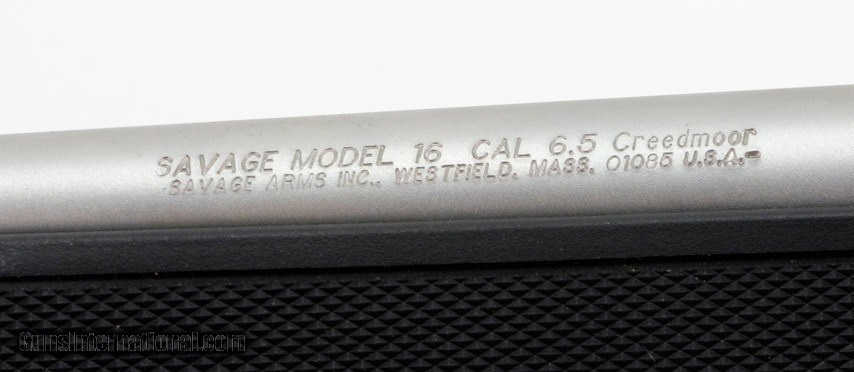 SAVAGE MODEL 16 CAL 6.5 Creedmoor
-SAVAGE ARMS INC., WESTFIELD, MASS. 01085 U.S.A.-
GunsInternational.com